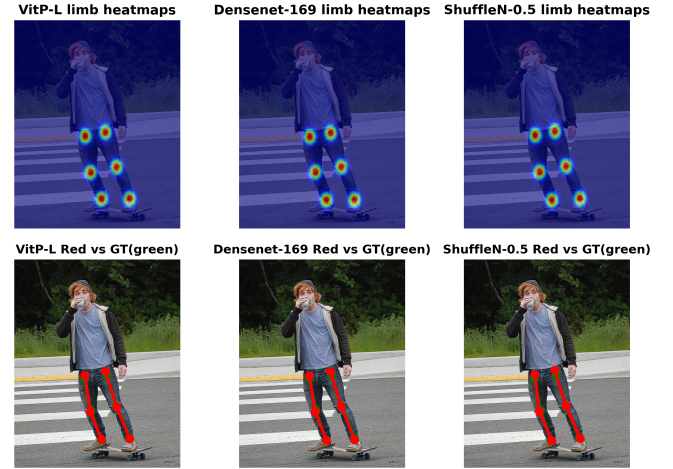 VitP-L limb heatmaps
Densenet-169 limb heatmaps
ShuffleN-0.5 limb heatmaps
VitP-L Red vs GT(green)
Densenet-169 Red vs GT(green)
ShuffleN-0.5 Red vs GT(green)